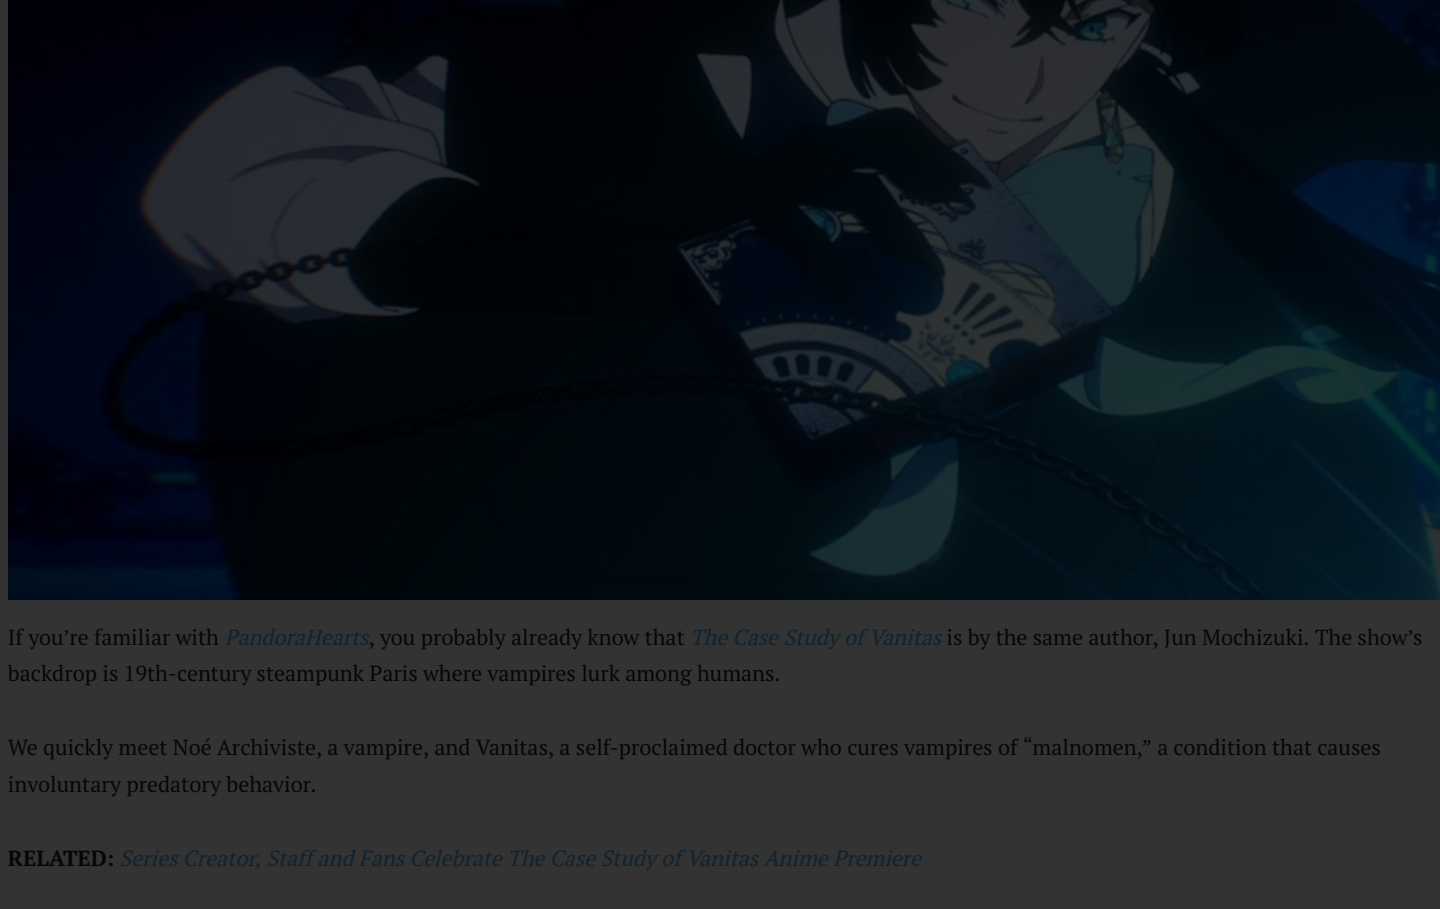 If you’re familiar with PandoraHearts, you probably already know that The Case Study of Vanitas is by the same author, Jun Mochizuki. The show’s
backdrop is 19th-century steampunk Paris where vampires lurk among humans.
We quickly meet Noé Archiviste, a vampire, and Vanitas, a self-proclaimed doctor who cures vampires of “malnomen,” a condition that causes
involuntary predatory behavior.
RELATED: Series Creator, Staff and Fans Celebrate The Case Study of Vanitas Anime Premiere